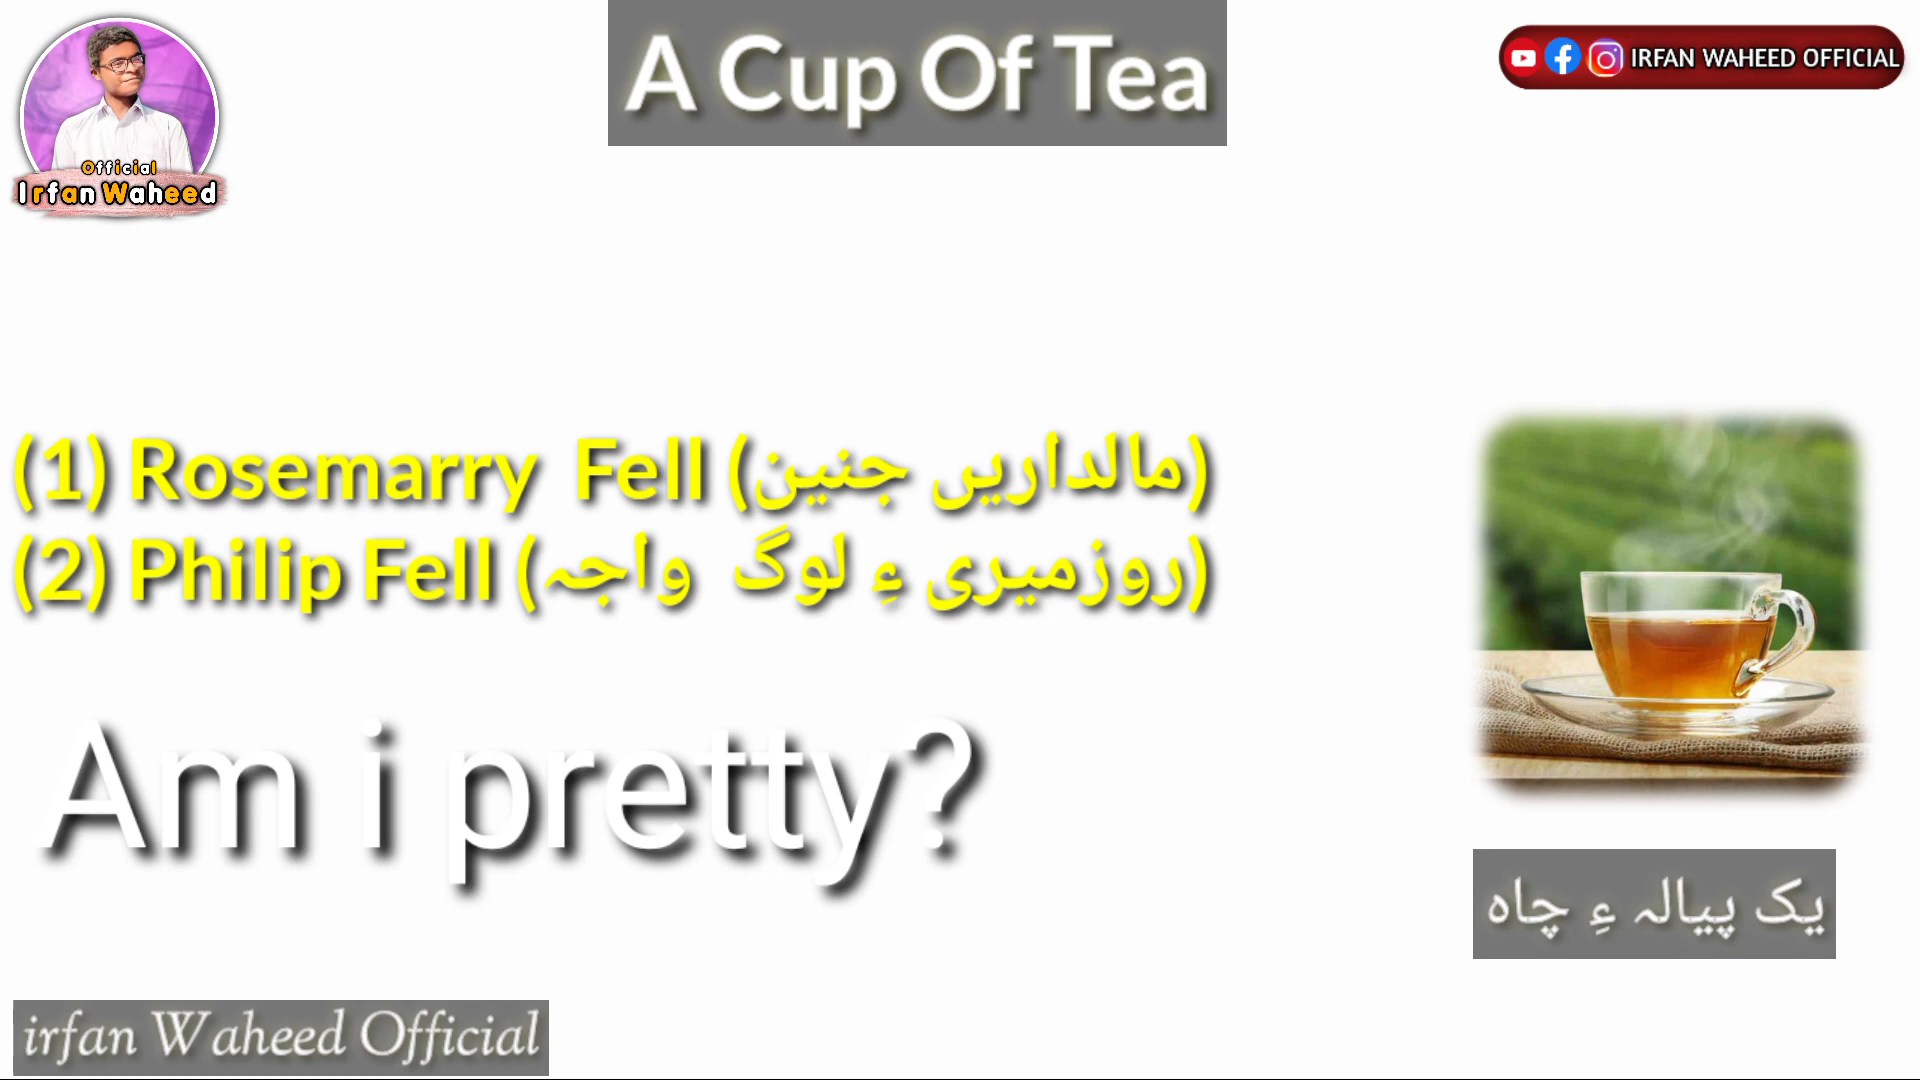 A Cup Of Tea
IRFAN WAHEED OFFICIAL
Official
Irfan Waheed
(1) Rosemarry Fell (مالداریں جنین)
(2) Philip Fell (روزمیری ءِ لوگ واجہ)
Am i pretty?
یک پیالہ ءِ چاہ
irfan Waheed Official